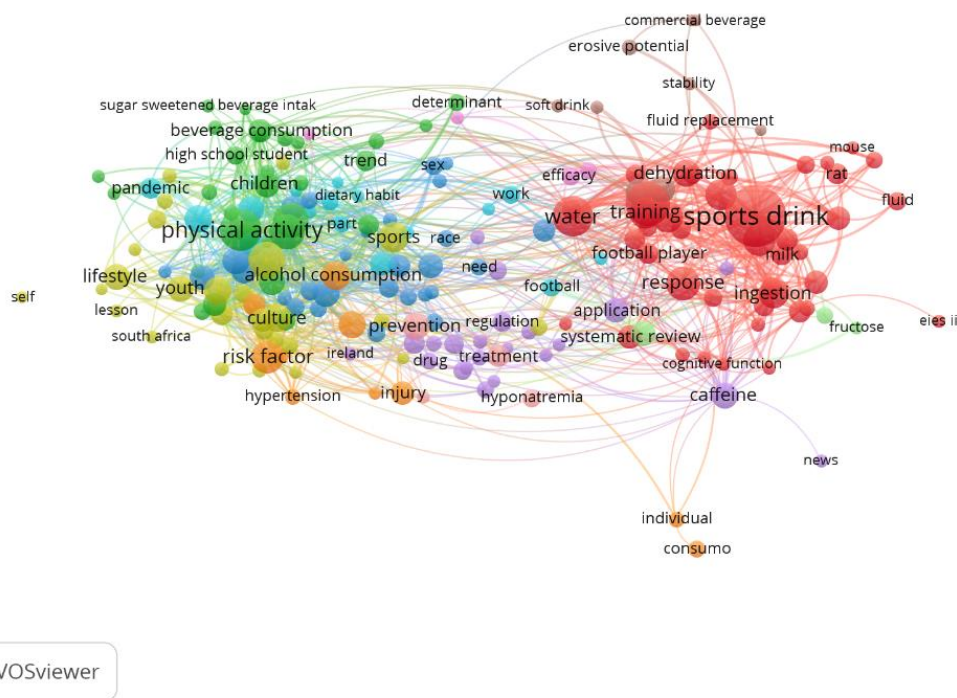 commercial beverage
erosive potential
stability
sugar sweetened beverage intak
determinant
soft drink
fluid replacement
beverage consumption
high school student
trend
sex
mouse
pandemic
children
dietary habit
work
efficacy
dehydration
rat
fluid
physical activity
part
sports
race
water
training
sports drink
lifestyle
youth
alcohol consumption
need
football player
milk
self
football
response
ingestion
lesson
culture
prevention
regulation
application
south africa
systematic review
fructose
eies ii
risk factor
ireland
drug
treatment
cognitive function
hypertension
injury
hyponatremia
caffeine
news
individual
consumo
VOSviewer